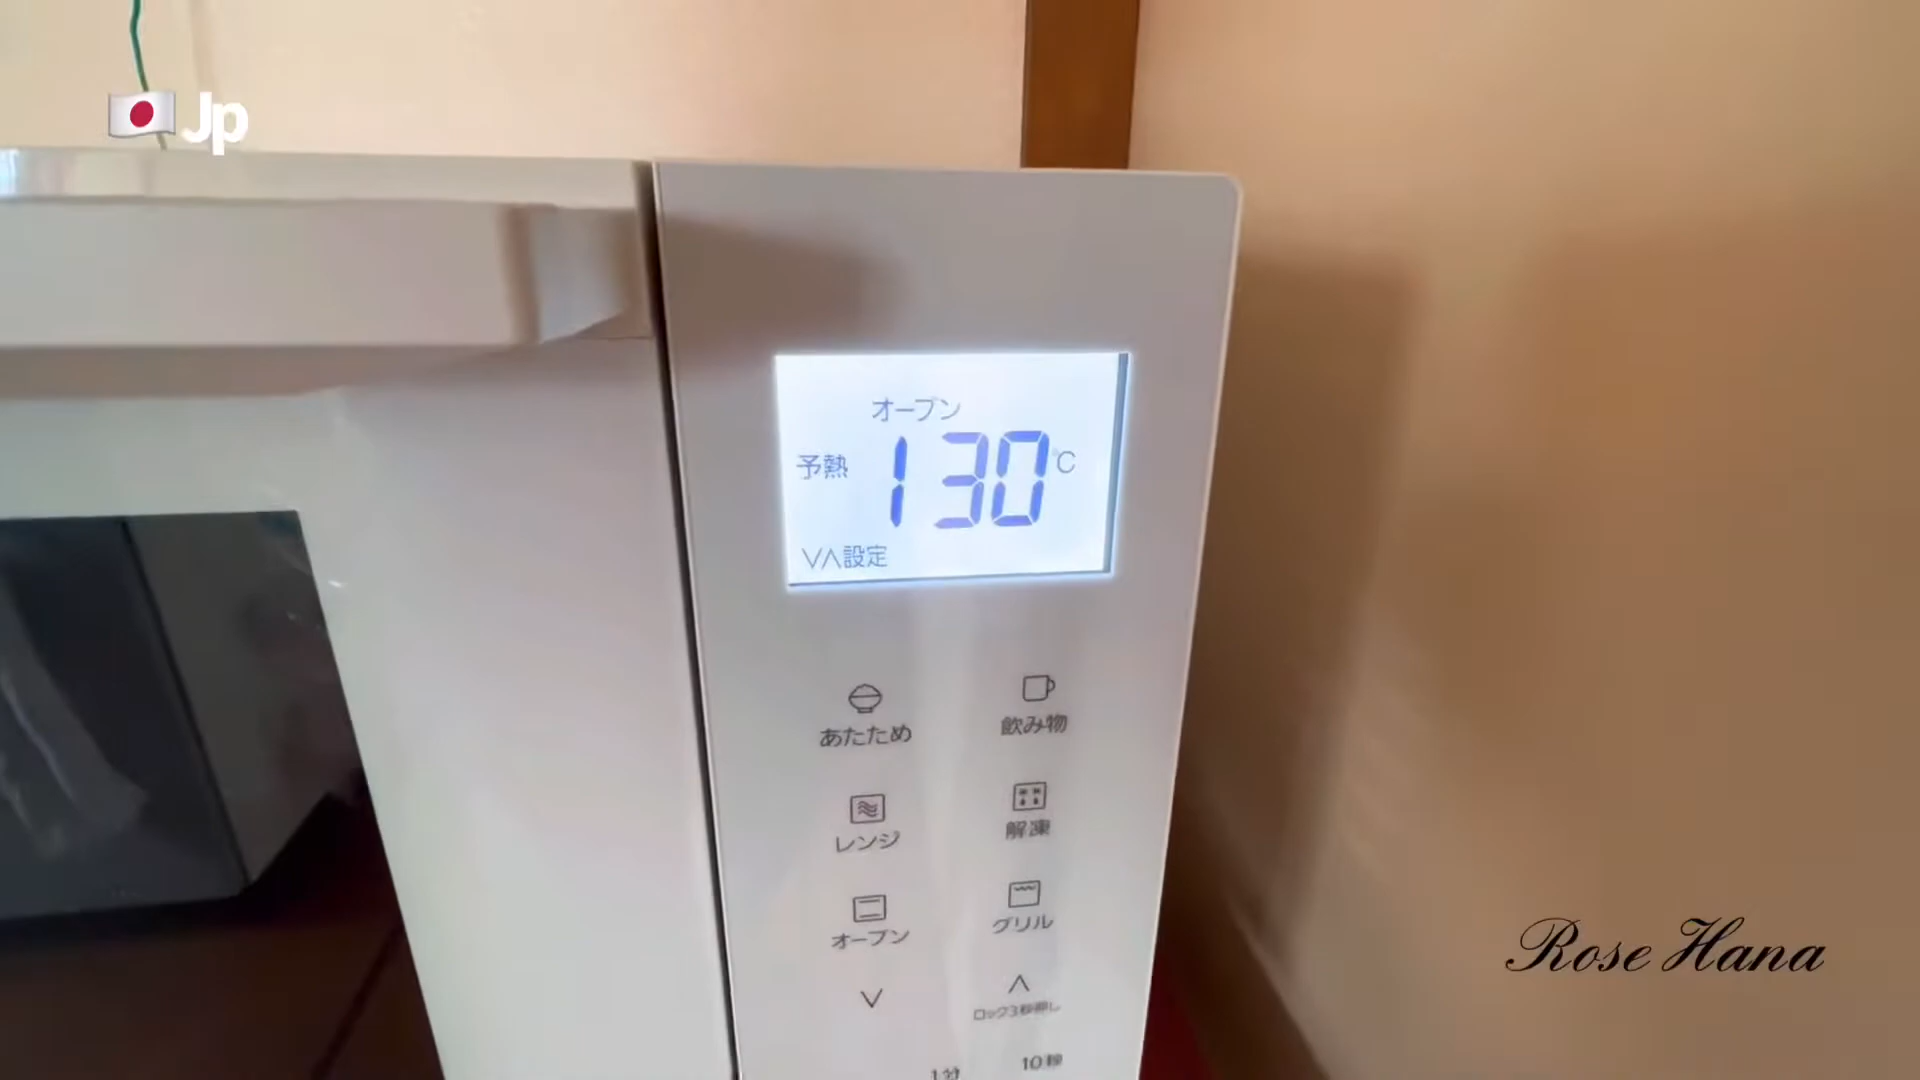 Jp
オーブン
予熱 130℃
∨∧設定
あたため 飲み物
レンジ 解凍
オーブン グリル
∨ ∧
ロック3秒押し
1分 10秒
Rose Hana